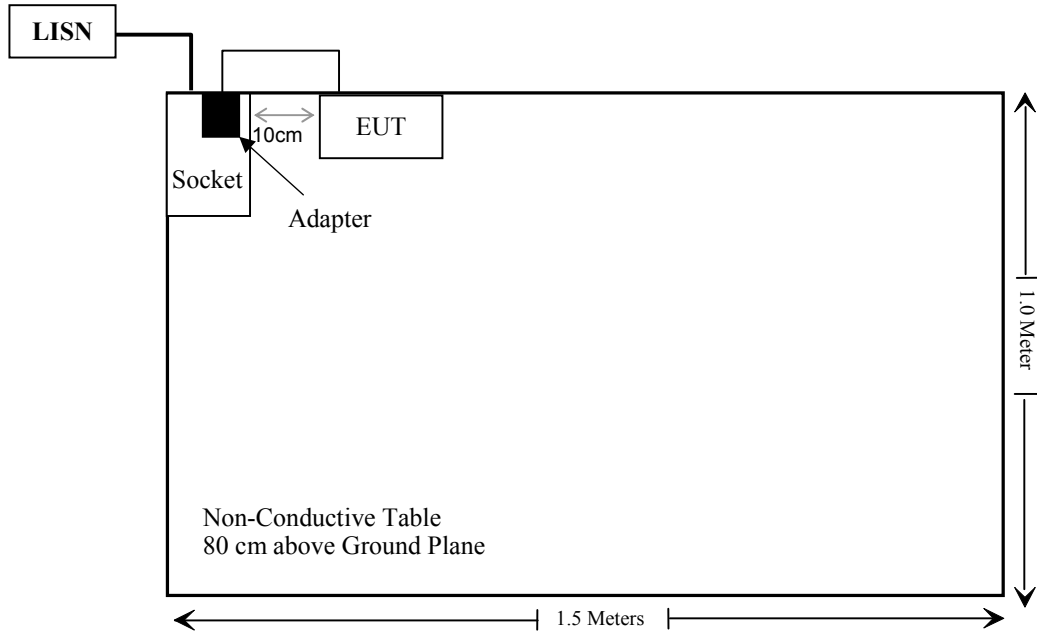 LISN
10cm
EUT
Socket
Adapter
1.0 Meter
Non-Conductive Table
80 cm above Ground Plane
1.5 Meters